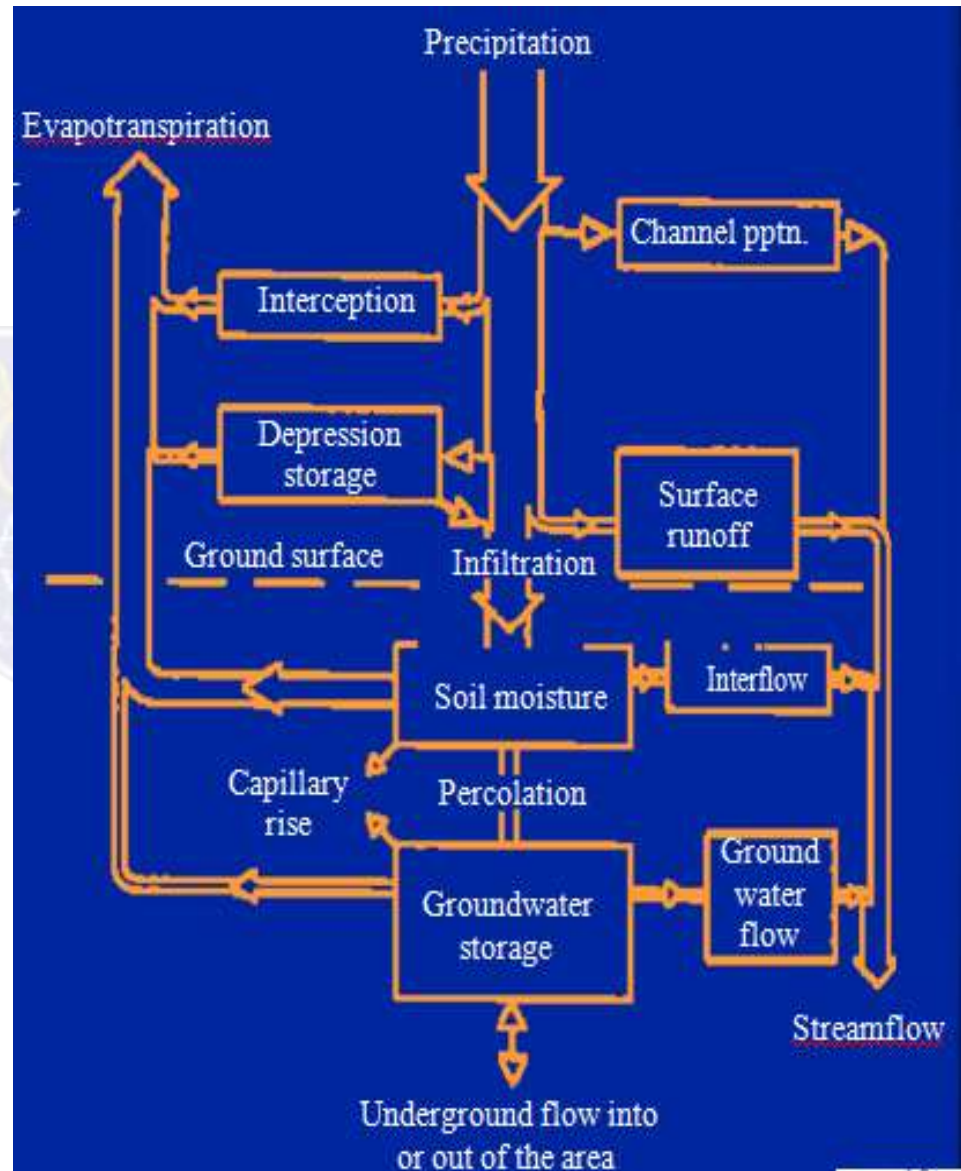 Precipitation
Evapotranspiration
t
Channel pptn.
Interception
Depression
storage
Surface
runoff
Ground surface
Infiltration
Soil moisture
Interflow
Capillary
rise
Percolation
Groundwater
storage
Ground
water
flow
Streamflow
Underground flow into
or out of the area